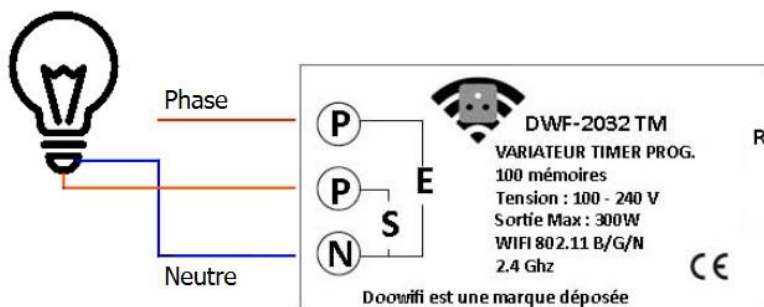 Phase
P
P
N
E
S
Neutre
DWF-2032 TM
VARIATEUR TIMER PROG.
100 mémoires
Tension : 100 - 240 V
Sortie Max : 300W
WIFI 802.11 B/G/N
2.4 Ghz
CE
R
Doowifi est une marque déposée